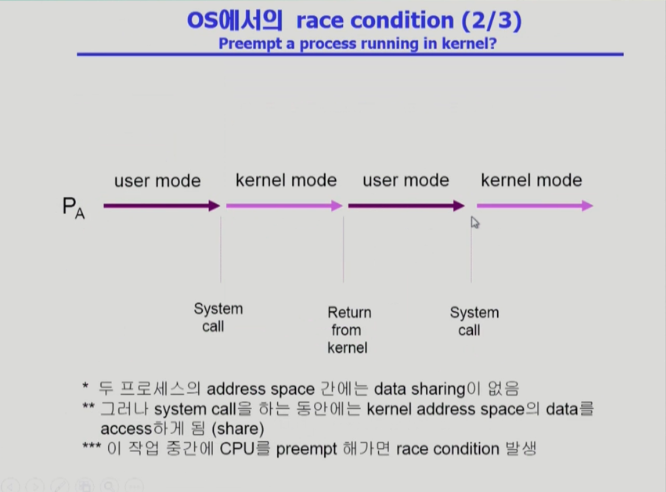 OS에서의 race condition (2/3)
Preempt a process running in kernel?
user mode kernel mode user mode kernel mode
PA
System call
Return from kernel
System call
* 두 프로세스의 address space 간에는 data sharing이 없음
** 그러나 system call을 하는 동안에는 kernel address space의 data를
access하게 됨 (share)
*** 이 작업 중간에 CPU를 preempt 해가면 race condition 발생